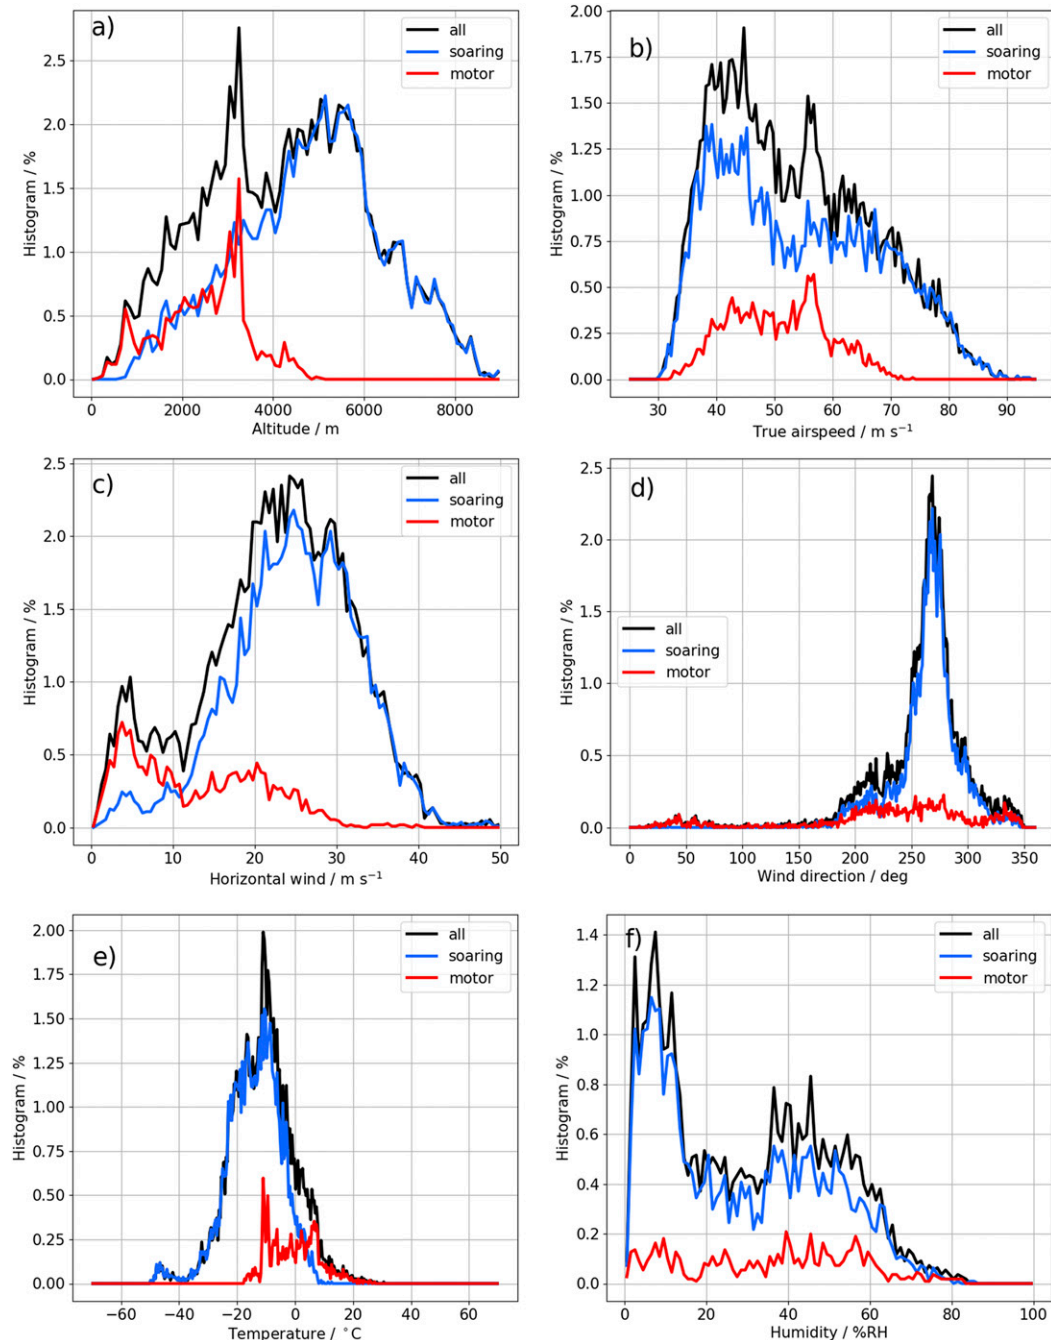 a)
all
soaring
motor
Histogram / %
2.5
2.0
1.5
1.0
0.5
0.0
0 2000 4000 6000 8000
Altitude / m
b)
all
soaring
motor
Histogram / %
2.00
1.75
1.50
1.25
1.00
0.75
0.50
0.25
0.00
30 40 50 60 70 80 90
True airspeed / m s⁻¹
c)
all
soaring
motor
Histogram / %
2.5
2.0
1.5
1.0
0.5
0.0
0 10 20 30 40 50
Horizontal wind / m s⁻¹
d)
all
soaring
motor
Histogram / %
2.5
2.0
1.5
1.0
0.5
0.0
0 50 100 150 200 250 300 350
Wind direction / deg
e)
all
soaring
motor
Histogram / %
2.00
1.75
1.50
1.25
1.00
0.75
0.50
0.25
0.00
−60 −40 −20 0 20 40 60
Temperature / °C
f)
all
soaring
motor
Histogram / %
1.4
1.2
1.0
0.8
0.6
0.4
0.2
0.0
0 20 40 60 80 100
Humidity / %RH